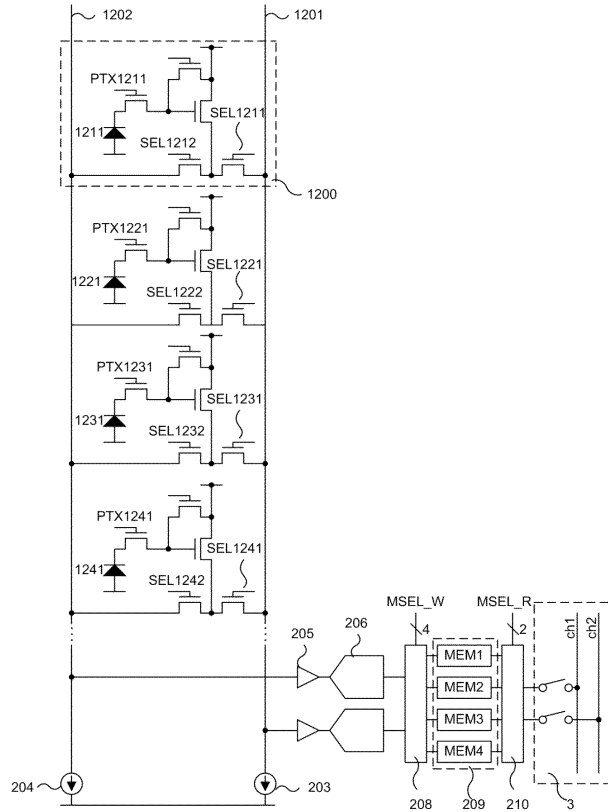 1202
1201
PTX1211
SEL1211
1211
SEL1212
1200
PTX1221
SEL1221
1221
SEL1222
PTX1231
SEL1231
1231
SEL1232
PTX1241
SEL1241
1241
SEL1242
MSEL_W
MSEL_R
4
2
ch1
ch2
205
206
MEM1
MEM2
MEM3
MEM4
204
203
208
209
210
3